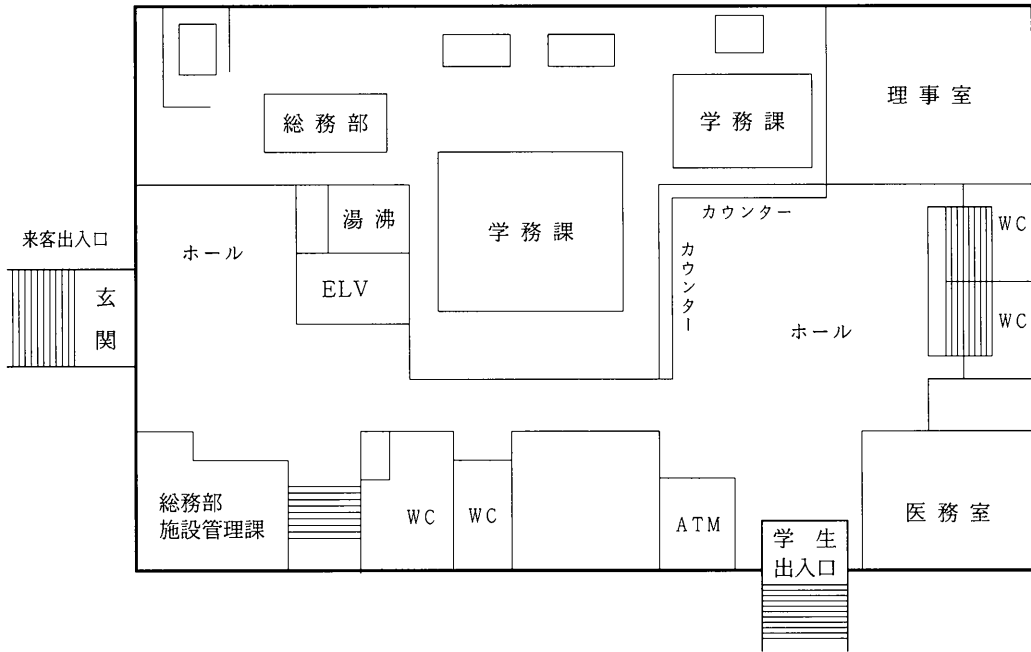 総務部
学務課
理事室
湯沸
学務課
カウンター
カウンター
WC
来客出入口
ホール
ELV
玄
関
ホール
WC
総務部
施設管理課
WC
WC
ATM
医務室
学生
出入口